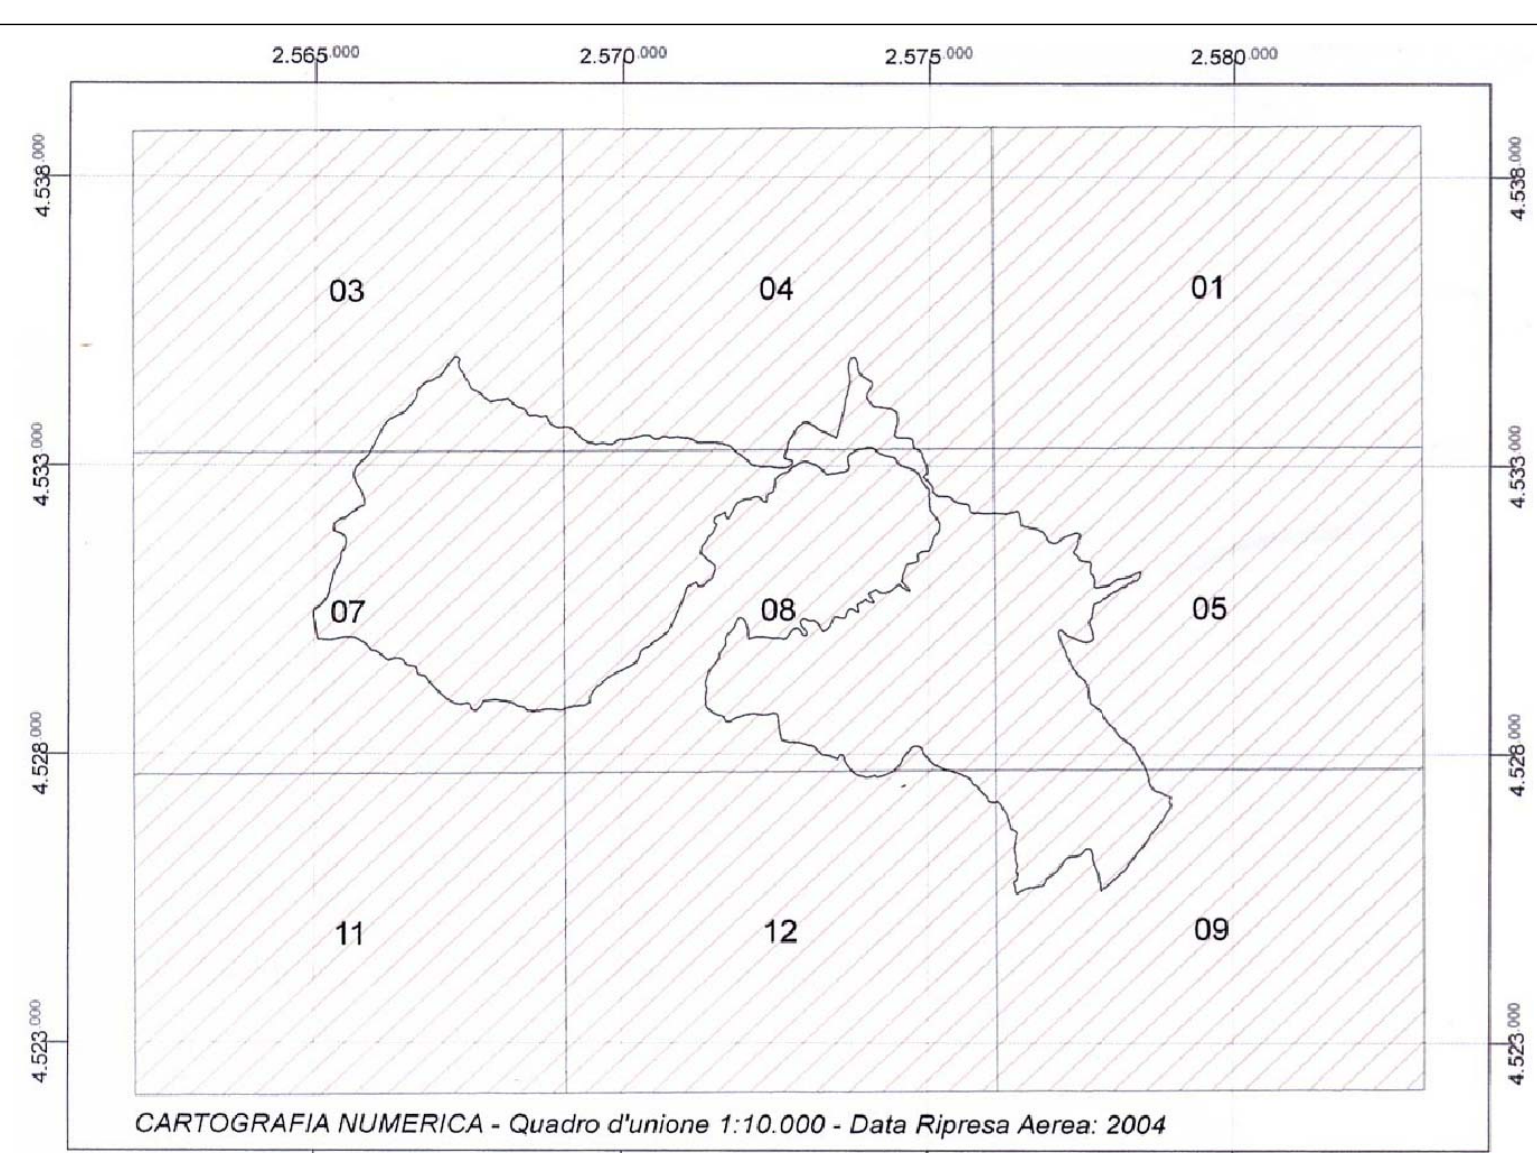 2.565.000 2.570.000 2.575.000 2.580.000
4.538.000 4.538.000
03 04 01
4.533.000 4.533.000
07 08 05
4.528.000 4.528.000
11 12 09
4.523.000 4.523.000
CARTOGRAFIA NUMERICA - Quadro d'unione 1:10.000 - Data Ripresa Aerea: 2004